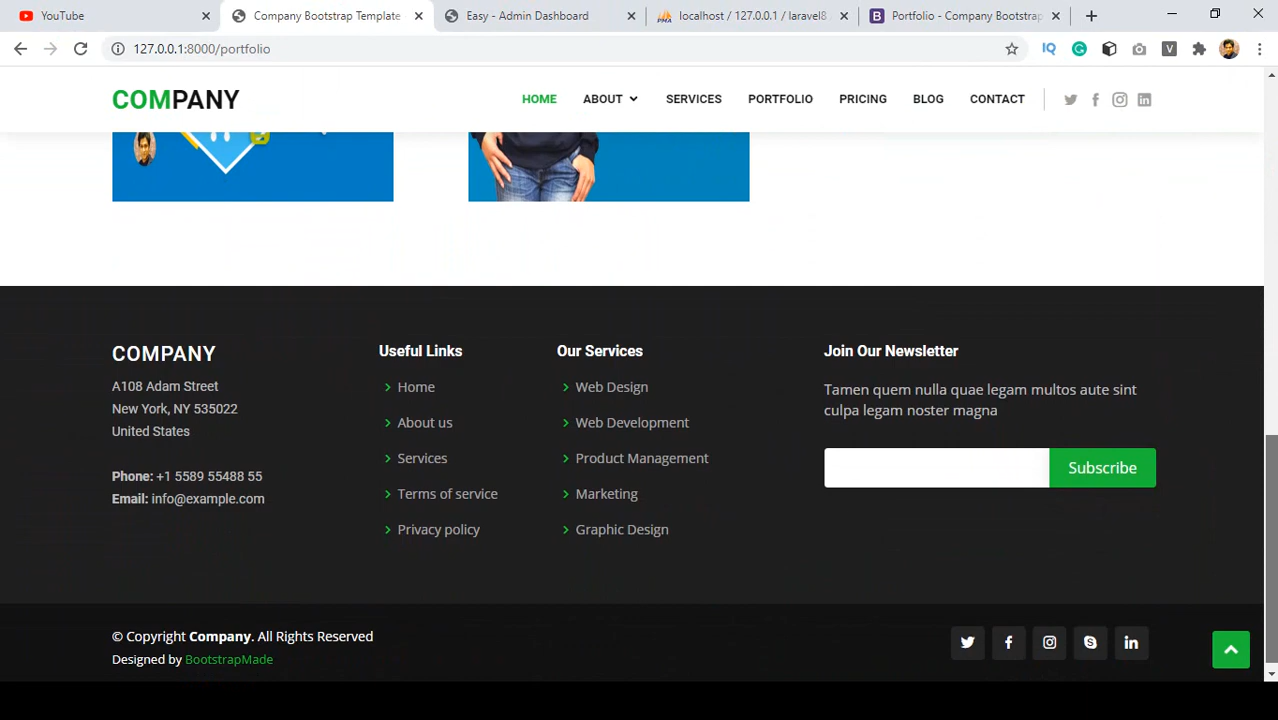 YouTube
Company Bootstrap Template
Easy - Admin Dashboard
localhost / 127.0.0.1 / laravel8
Portfolio - Company Bootstrap
127.0.0.1:8000/portfolio
IQ
V
COMPANY
HOME
ABOUT
SERVICES
PORTFOLIO
PRICING
BLOG
CONTACT
COMPANY
A108 Adam Street
New York, NY 535022
United States
Phone: +1 5589 55488 55
Email: info@example.com
Useful Links
Home
About us
Services
Terms of service
Privacy policy
Our Services
Web Design
Web Development
Product Management
Marketing
Graphic Design
Join Our Newsletter
Tamen quem nulla quae legam multos aute sint
culpa legam noster magna
Subscribe
© Copyright Company. All Rights Reserved
Designed by BootstrapMade